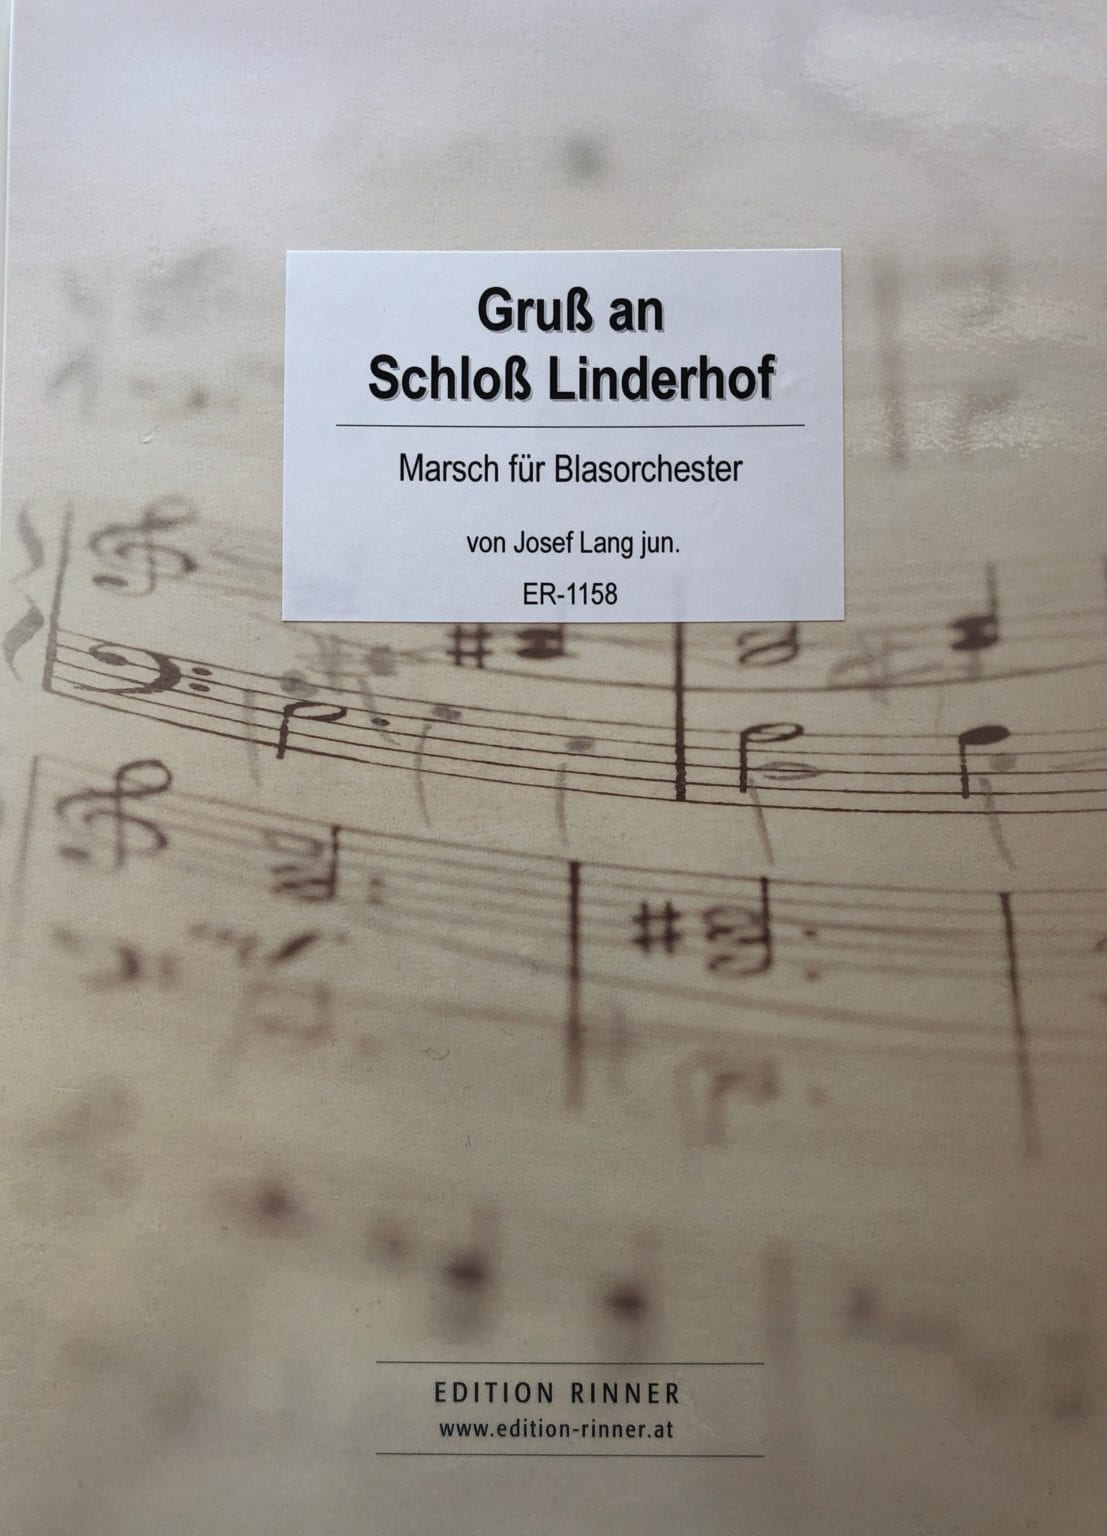 Gruß an
Schloß Linderhof
Marsch für Blasorchester
von Josef Lang jun.
ER-1158
EDITION RINNER
www.edition-rinner.at